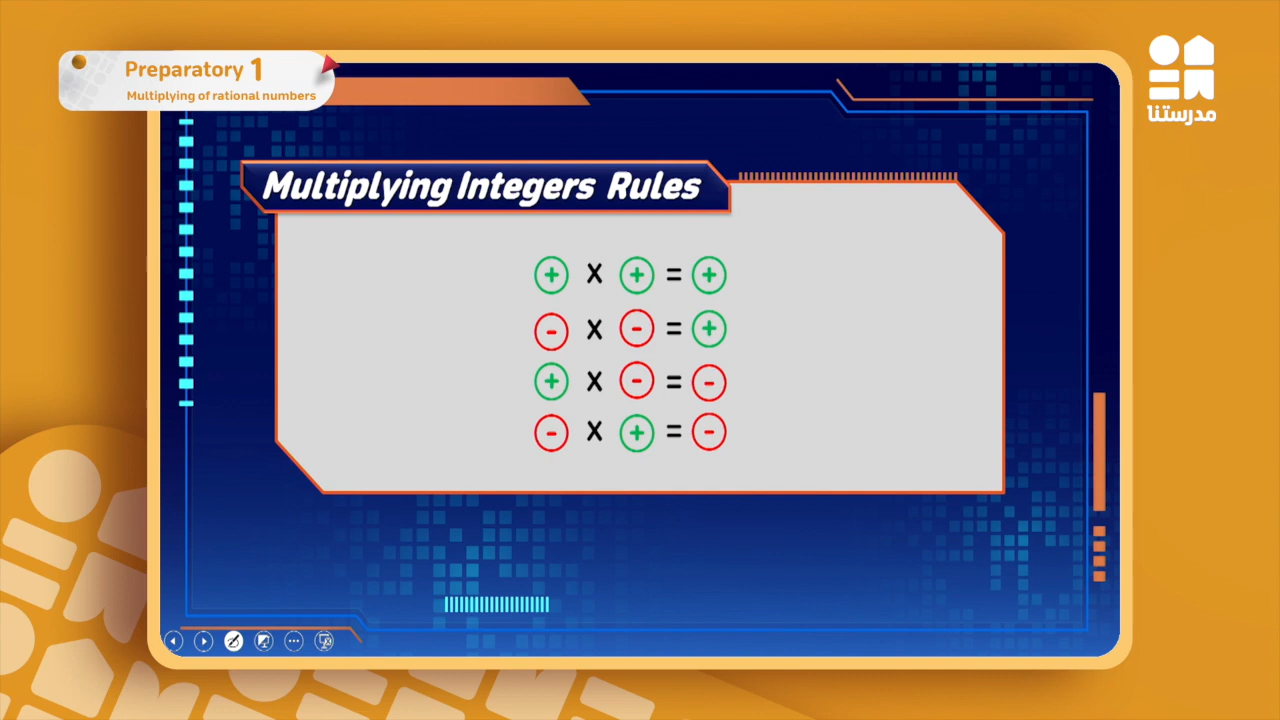 Preparatory 1
Multiplying of rational numbers
مدرستنا
Multiplying Integers Rules
+ X + = +
- X - = +
+ X - = -
- X + = -